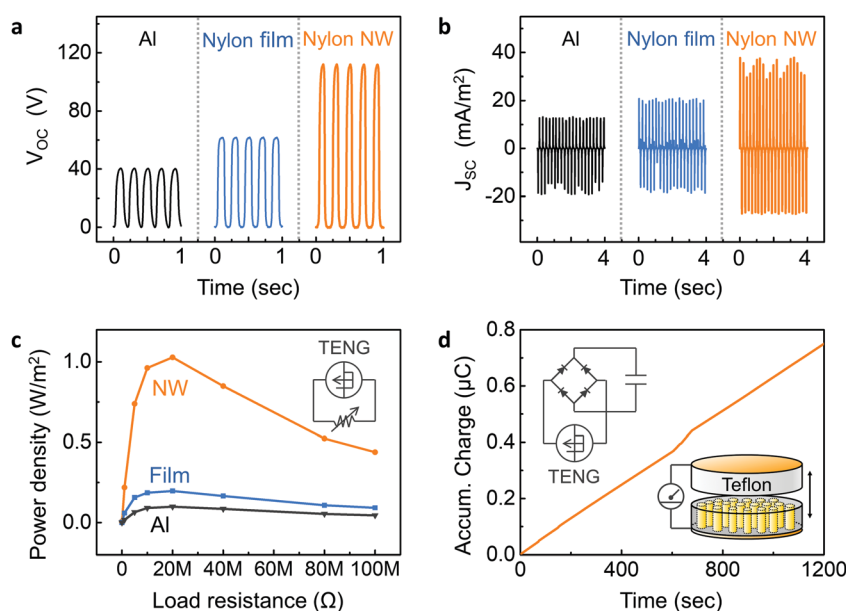 a
Al
Nylon film
Nylon NW
120
80
40
0
V_OC (V)
0 1
0 1
0 1
Time (sec)
b
Al
Nylon film
Nylon NW
40
20
0
-20
J_SC (mA/m²)
0 4
0 4
0 4
Time (sec)
c
1.0
0.5
0.0
Power density (W/m²)
TENG
NW
Film
Al
0 20M 40M 60M 80M 100M
Load resistance (Ω)
d
0.8
0.6
0.4
0.2
0.0
Accum. Charge (µC)
TENG
Teflon
0 400 800 1200
Time (sec)